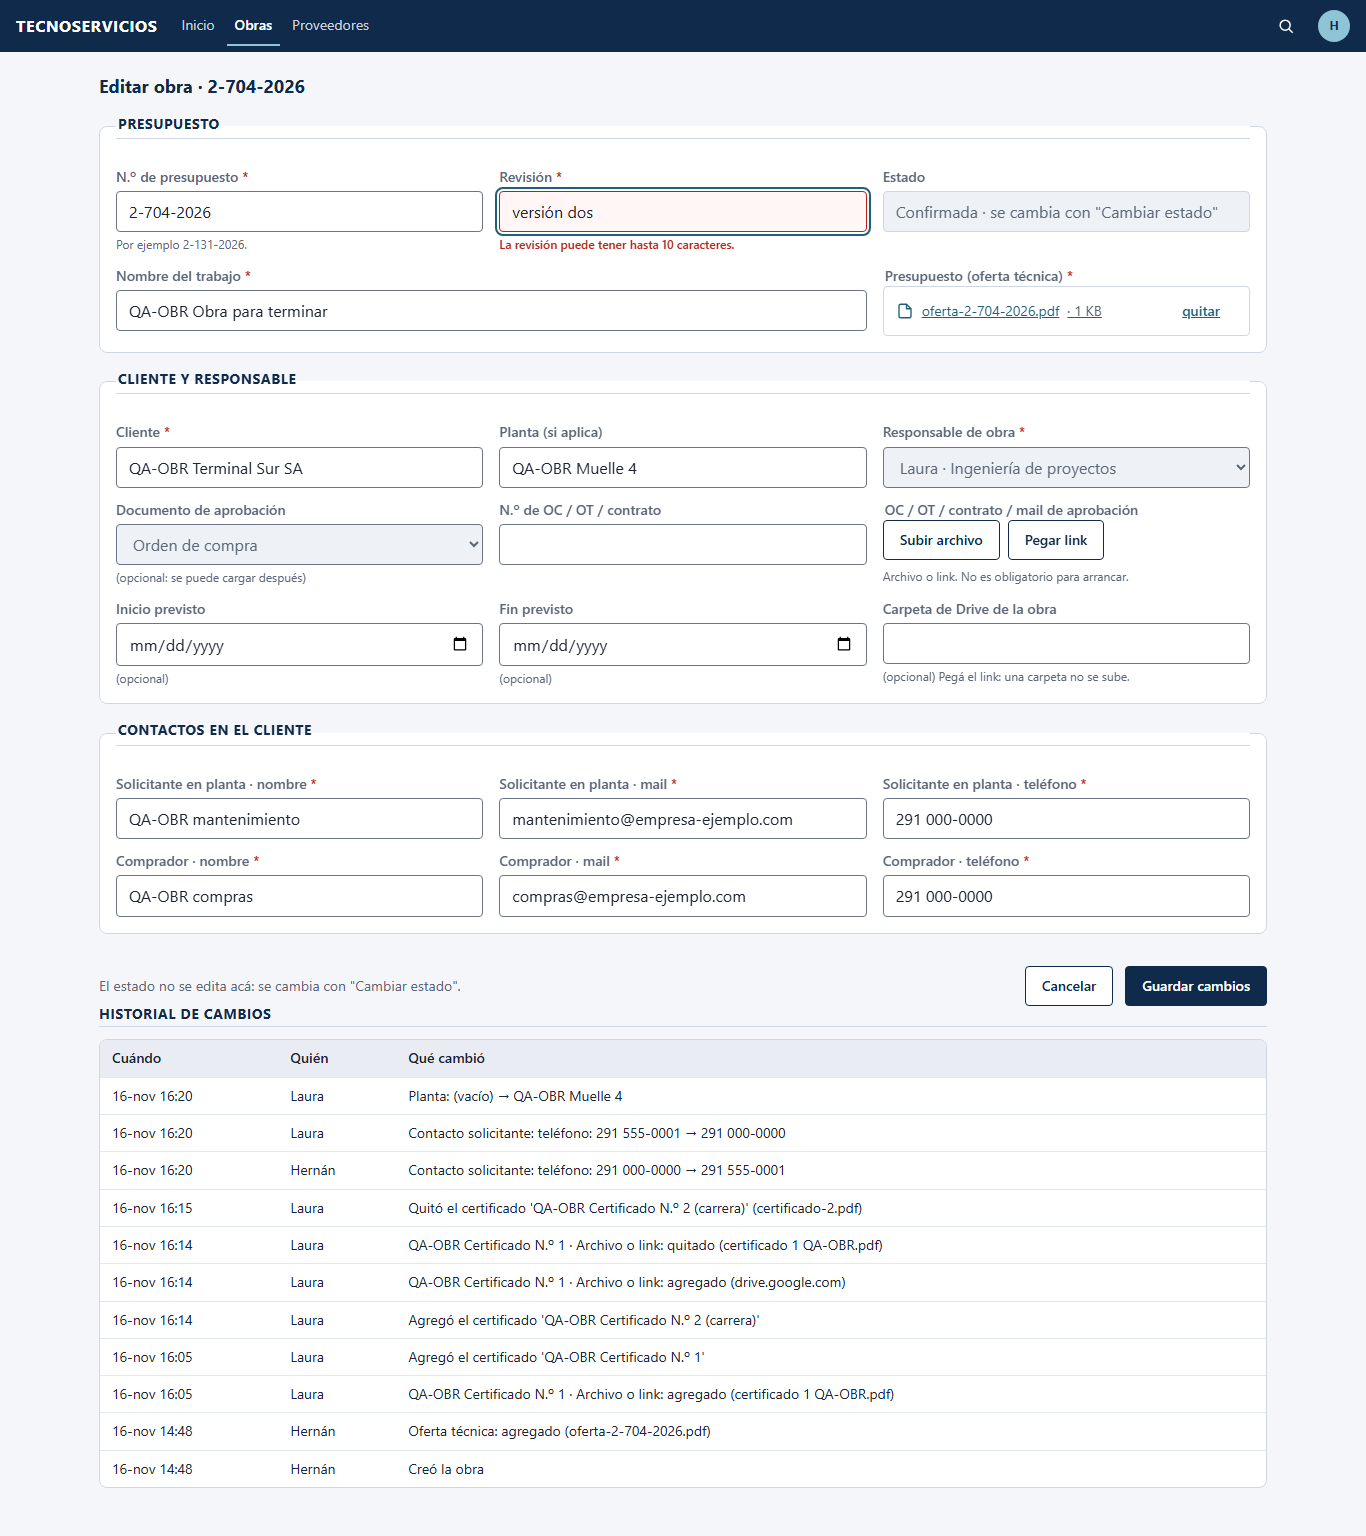 TECNOSERVICIOS Inicio Obras Proveedores H
Editar obra · 2-704-2026
PRESUPUESTO
N.º de presupuesto * Revisión * Estado
2-704-2026 versión dos Confirmada · se cambia con "Cambiar estado"
Por ejemplo 2-131-2026. La revisión puede tener hasta 10 caracteres.
Nombre del trabajo * Presupuesto (oferta técnica) *
QA-OBR Obra para terminar oferta-2-704-2026.pdf · 1 KB quitar
CLIENTE Y RESPONSABLE
Cliente * Planta (si aplica) Responsable de obra *
QA-OBR Terminal Sur SA QA-OBR Muelle 4 Laura · Ingeniería de proyectos
Documento de aprobación N.º de OC / OT / contrato OC / OT / contrato / mail de aprobación
Orden de compra Subir archivo Pegar link
(opcional: se puede cargar después) Archivo o link. No es obligatorio para arrancar.
Inicio previsto Fin previsto Carpeta de Drive de la obra
mm/dd/yyyy mm/dd/yyyy
(opcional) (opcional) (opcional) Pegá el link: una carpeta no se sube.
CONTACTOS EN EL CLIENTE
Solicitante en planta · nombre * Solicitante en planta · mail * Solicitante en planta · teléfono *
QA-OBR mantenimiento mantenimiento@empresa-ejemplo.com 291 000-0000
Comprador · nombre * Comprador · mail * Comprador · teléfono *
QA-OBR compras compras@empresa-ejemplo.com 291 000-0000
El estado no se edita acá: se cambia con "Cambiar estado". Cancelar Guardar cambios
HISTORIAL DE CAMBIOS
Cuándo Quién Qué cambió
16-nov 16:20 Laura Planta: (vacío) → QA-OBR Muelle 4
16-nov 16:20 Laura Contacto solicitante: teléfono: 291 555-0001 → 291 000-0000
16-nov 16:20 Hernán Contacto solicitante: teléfono: 291 000-0000 → 291 555-0001
16-nov 16:15 Laura Quitó el certificado 'QA-OBR Certificado N.º 2 (carrera)' (certificado-2.pdf)
16-nov 16:14 Laura QA-OBR Certificado N.º 1 · Archivo o link: quitado (certificado 1 QA-OBR.pdf)
16-nov 16:14 Laura QA-OBR Certificado N.º 1 · Archivo o link: agregado (drive.google.com)
16-nov 16:14 Laura Agregó el certificado 'QA-OBR Certificado N.º 2 (carrera)'
16-nov 16:05 Laura Agregó el certificado 'QA-OBR Certificado N.º 1'
16-nov 16:05 Laura QA-OBR Certificado N.º 1 · Archivo o link: agregado (certificado 1 QA-OBR.pdf)
16-nov 14:48 Hernán Oferta técnica: agregado (oferta-2-704-2026.pdf)
16-nov 14:48 Hernán Creó la obra